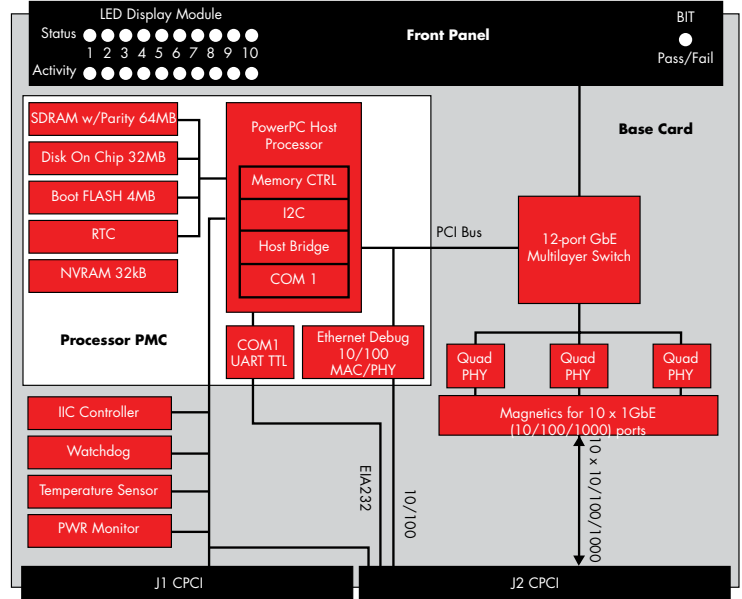 LED Display Module
Status
1 2 3 4 5 6 7 8 9 10
Activity
Front Panel
BIT
Pass/Fail
Base Card
SDRAM w/Parity 64MB
Disk On Chip 32MB
Boot FLASH 4MB
RTC
NVRAM 32kB
PowerPC Host
Processor
Memory CTRL
I2C
Host Bridge
COM 1
PCI Bus
12-port GbE
Multilayer Switch
Processor PMC
COM1
UART TTL
Ethernet Debug
10/100
MAC/PHY
Quad
PHY
Quad
PHY
Quad
PHY
Magnetics for 10 x 1GbE
(10/100/1000) ports
IIC Controller
Watchdog
Temperature Sensor
PWR Monitor
EIA232
10/100
10 x 10/100/1000
J1 CPCI
J2 CPCI